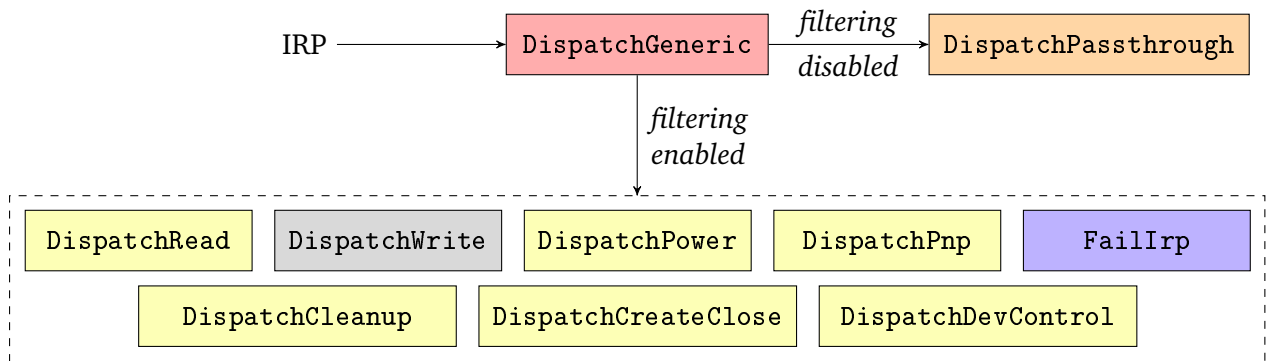 IRP
DispatchGeneric
filtering
disabled
DispatchPassthrough
filtering
enabled
DispatchRead
DispatchWrite
DispatchPower
DispatchPnp
FailIrp
DispatchCleanup
DispatchCreateClose
DispatchDevControl